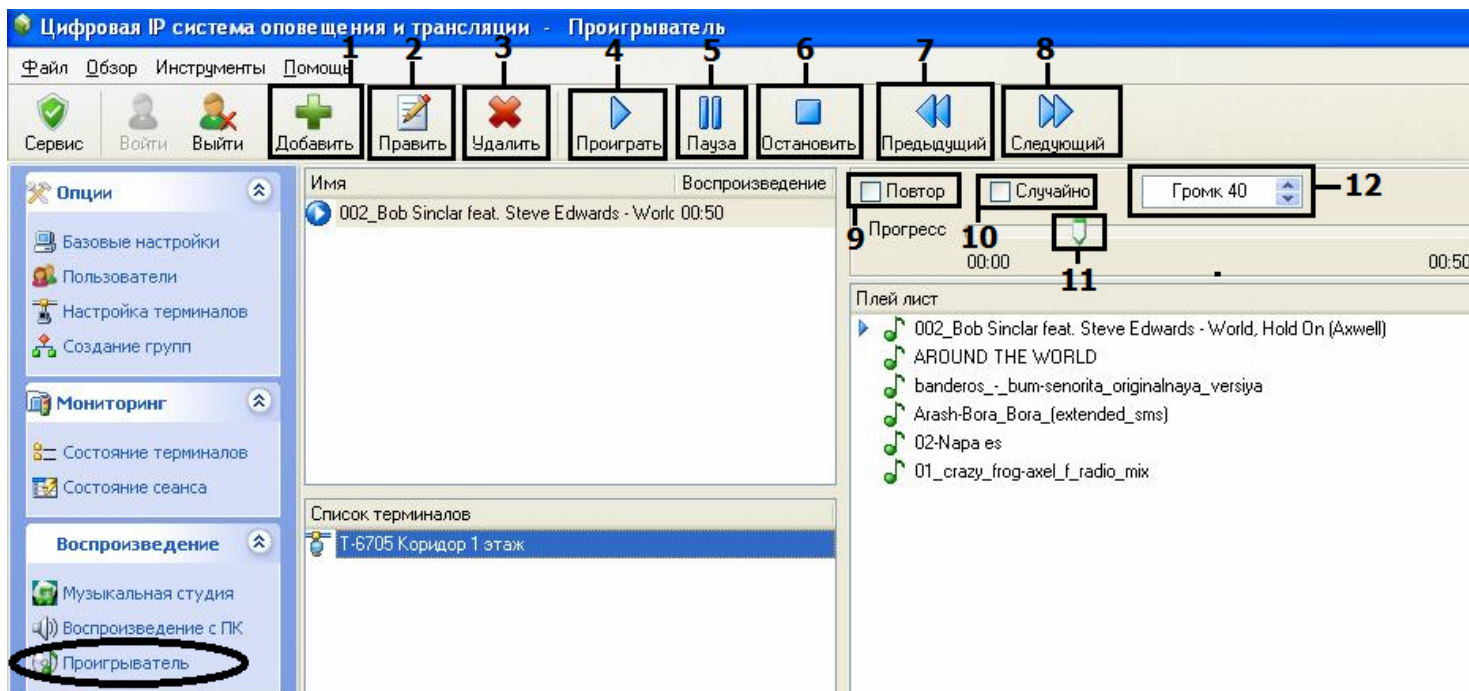 Цифровая IP система оповещения и трансляции - Проигрыватель
1 2 3 4 5 6 7 8
Файл Обзор Инструменты Помощь
Сервис Войти Выйти Добавить Править Удалить Проиграть Пауза Остановить Предыдущий Следующий
Опции
Базовые настройки
Пользователи
Настройка терминалов
Создание групп
Мониторинг
Состояние терминалов
Состояние сеанса
Воспроизведение
Музыкальная студия
Воспроизведение с ПК
Проигрыватель
Имя Воспроизведение
002_Bob Sinclar feat. Steve Edwards - Worlc 00:50
Список терминалов
T-6705 Коридор 1 этаж
Повтор Случайно Громк 40 12
9 Прогресс 10
00:00 11 00:50
Плей лист
002_Bob Sinclar feat. Steve Edwards - World, Hold On (Axwell)
AROUND THE WORLD
banderos_-_bum-senorita_originalnaya_versiya
Arash-Bora_Bora_(extended_sms)
02-Napa es
01_crazy_frog-axel_f_radio_mix